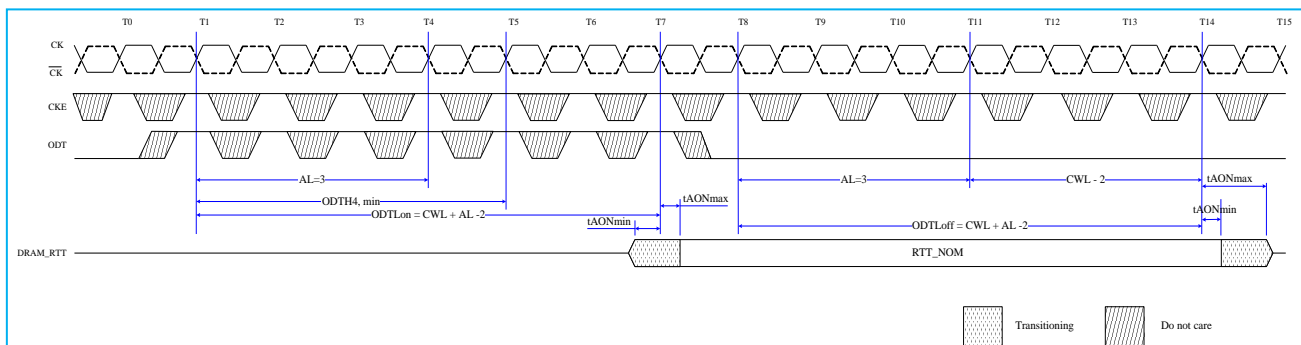 T0 T1 T2 T3 T4 T5 T6 T7 T8 T9 T10 T11 T12 T13 T14 T15
CK
CK
CKE
ODT
AL=3
AL=3
CWL - 2
ODTH4, min
tAONmax
tAONmax
ODTLon = CWL + AL -2
tAONmin
tAONmin
ODTLoff = CWL + AL -2
DRAM_RTT
RTT_NOM
Transitioning
Do not care